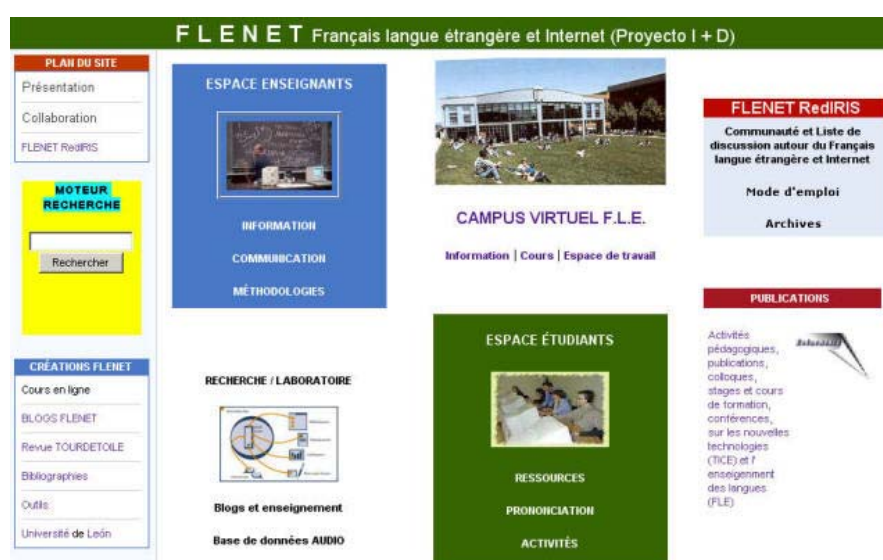 F L E N E T Français langue étrangère et Internet (Proyecto I + D)
PLAN DU SITE
Présentation
Collaboration
FLENET RedIRIS
MOTEUR
RECHERCHE
Rechercher
CRÉATIONS FLENET
Cours en ligne
BLOGS FLENET
Revue TOURDETOILE
Bibliographies
Outils
Université de León
ESPACE ENSEIGNANTS
INFORMATION
COMMUNICATION
MÉTHODOLOGIES
RECHERCHE / LABORATOIRE
Blogs et enseignement
Base de données AUDIO
CAMPUS VIRTUEL F.L.E.
Information | Cours | Espace de travail
ESPACE ÉTUDIANTS
RESSOURCES
PRONONCIATION
ACTIVITÉS
FLENET RedIRIS
Communauté et Liste de
discussion autour du Français
langue étrangère et Internet
Mode d'emploi
Archives
PUBLICATIONS
Activités
pédagogiques,
publications,
colloques,
stages et cours
de formation,
conférences,
sur les nouvelles
technologies
(TICE) et l'
enseigenment
des langues
(FLE)